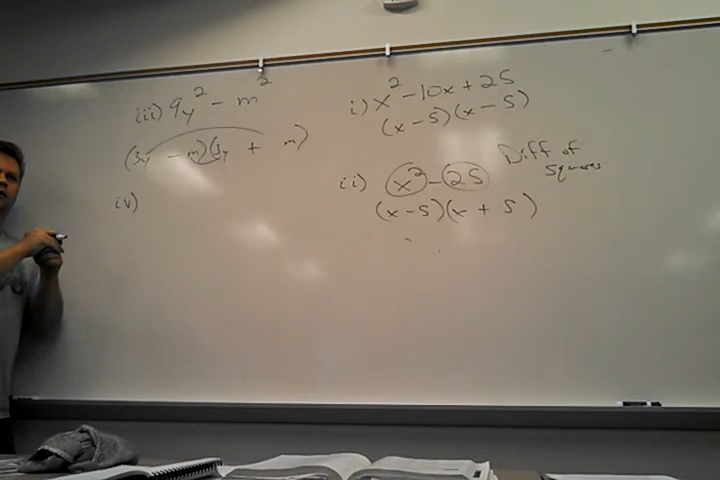 i) x² - 10x + 25
(x - 5)(x - 5)
ii) x² - 25 Diff of
Squares
(x - 5)(x + 5)
iii) 9y² - m²
(3y - m)(3y + m)
iv)